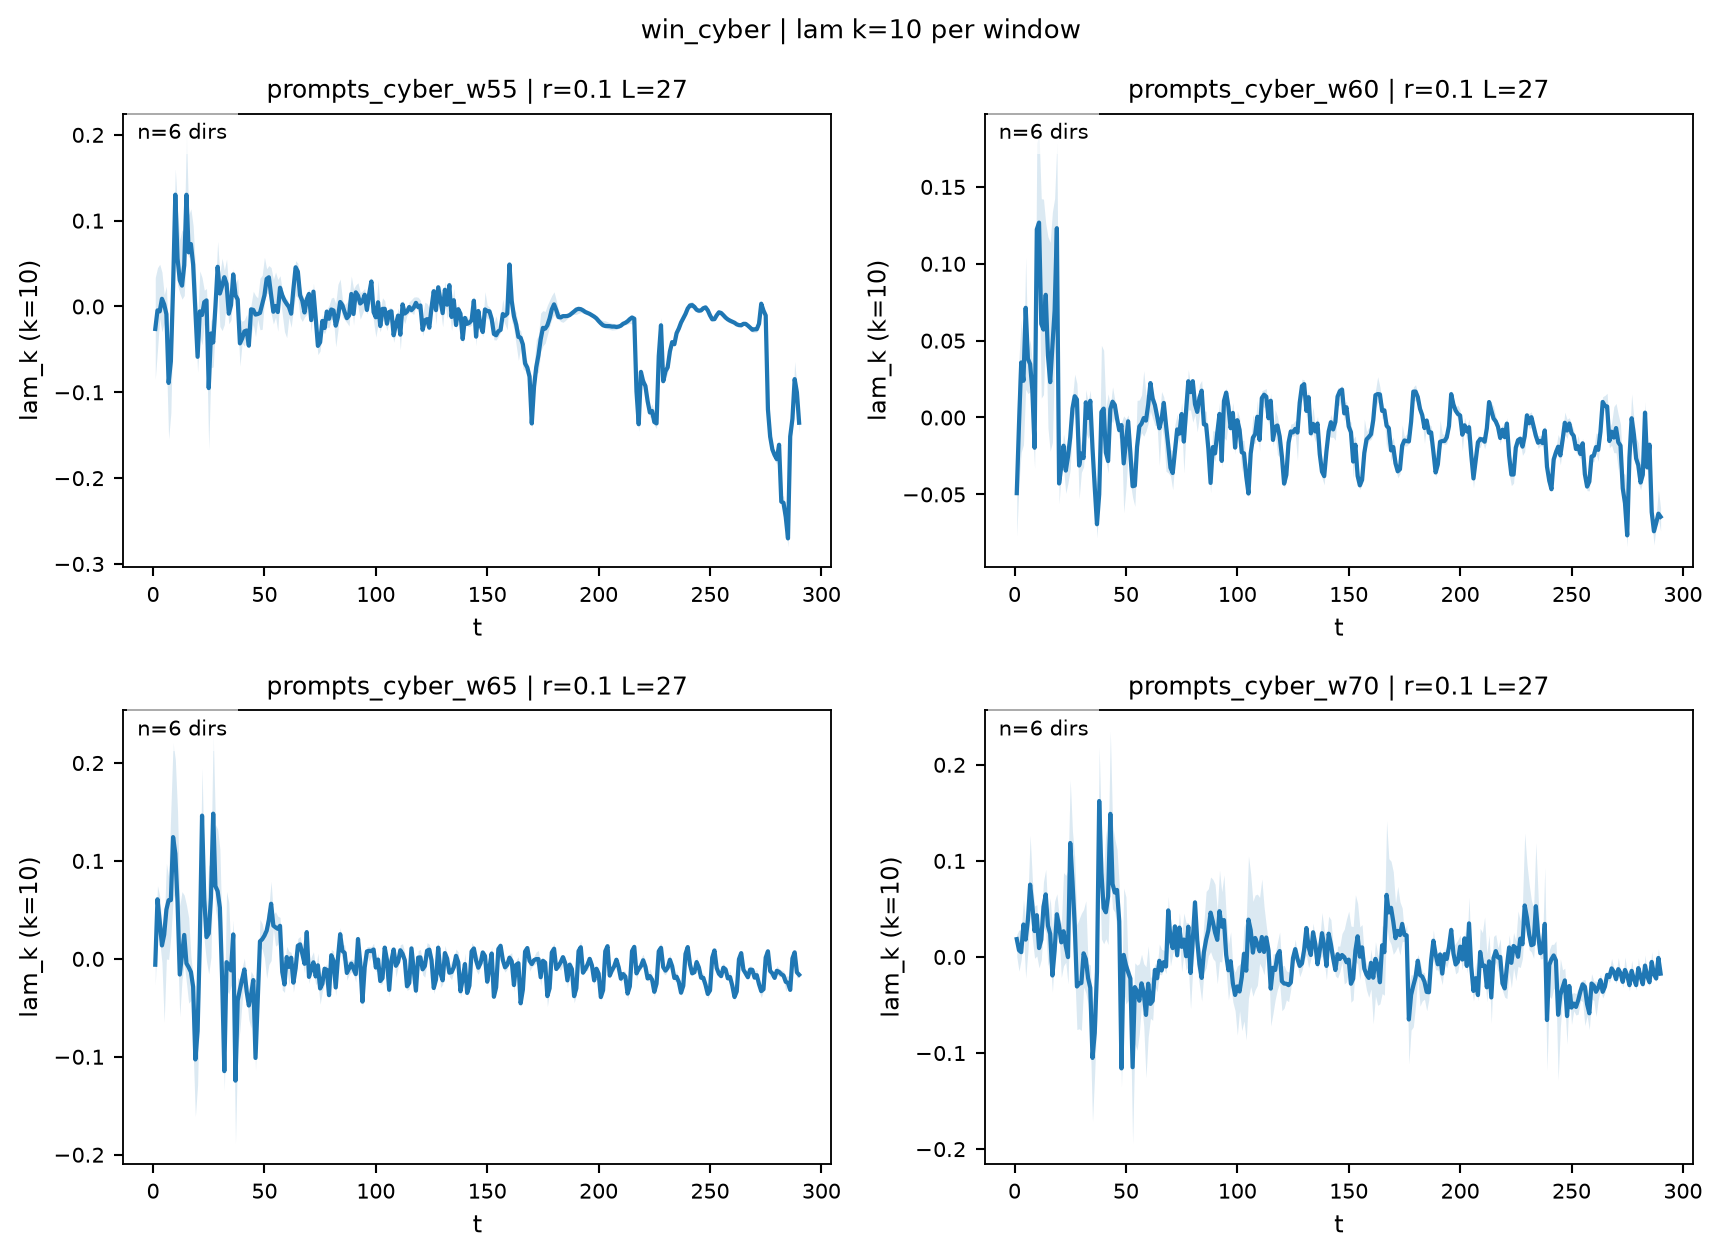 win_cyber | lam k=10 per window
prompts_cyber_w55 | r=0.1 L=27
n=6 dirs
lam_k (k=10)
0.2
0.1
0.0
−0.1
−0.2
−0.3
0 50 100 150 200 250 300
t
prompts_cyber_w60 | r=0.1 L=27
n=6 dirs
lam_k (k=10)
0.15
0.10
0.05
0.00
−0.05
0 50 100 150 200 250 300
t
prompts_cyber_w65 | r=0.1 L=27
n=6 dirs
lam_k (k=10)
0.2
0.1
0.0
−0.1
−0.2
0 50 100 150 200 250 300
t
prompts_cyber_w70 | r=0.1 L=27
n=6 dirs
lam_k (k=10)
0.2
0.1
0.0
−0.1
−0.2
0 50 100 150 200 250 300
t